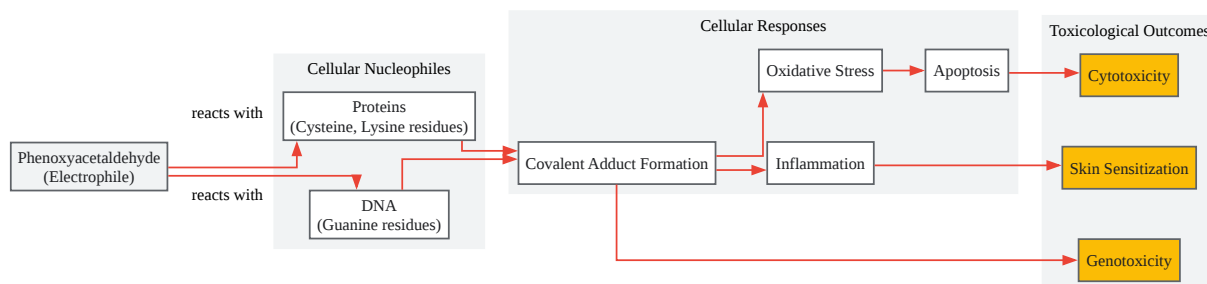 Cellular Responses
Toxicological Outcomes
Cellular Nucleophiles
Oxidative Stress
Apoptosis
Cytotoxicity
reacts with
Proteins
(Cysteine, Lysine residues)
Phenoxyacetaldehyde
(Electrophile)
Covalent Adduct Formation
Inflammation
Skin Sensitization
reacts with
DNA
(Guanine residues)
Genotoxicity